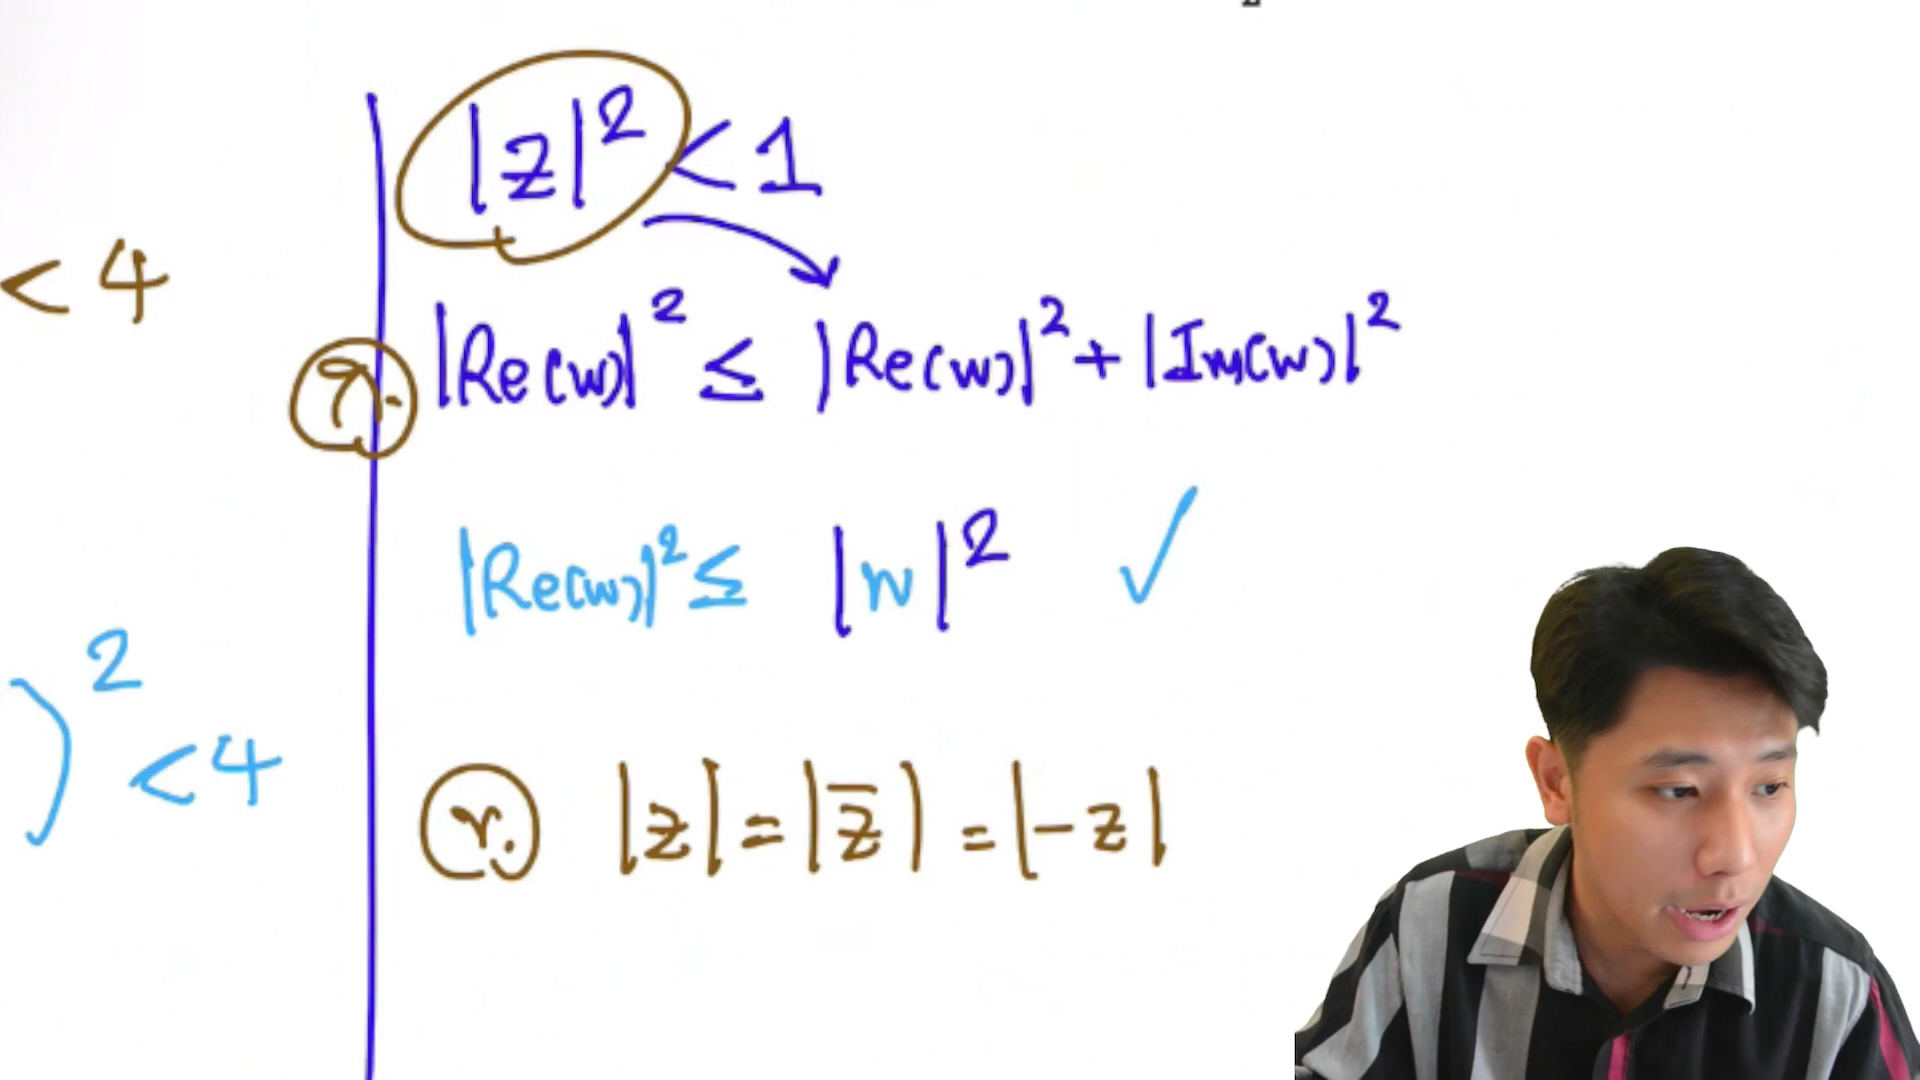 |z|² < 1
< 4
ก. |Re(w)|² ≤ |Re(w)|² + |Im(w)|²
|Re(w)|² ≤ |w|² ✓
)² < 4
ข. |z| = |z̅| = |-z|